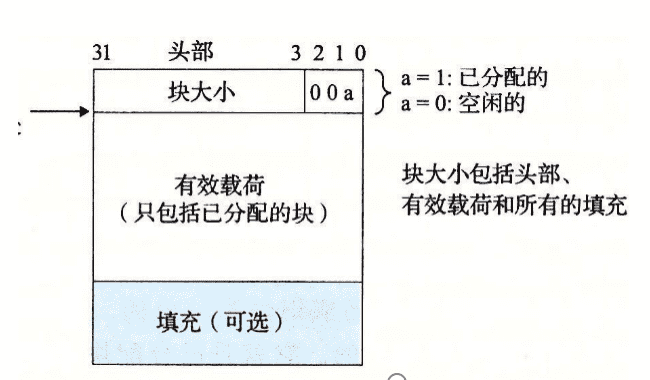 31 头部 3 2 1 0
块大小 0 0 a
a = 1: 已分配的
a = 0: 空闲的
有效载荷
（只包括已分配的块）
块大小包括头部、
有效载荷和所有的填充
填充（可选）